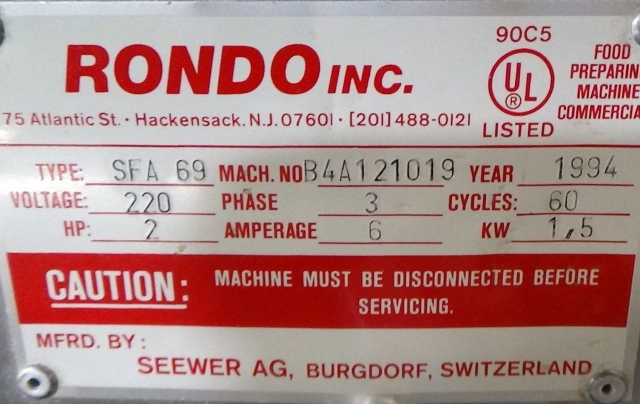 90C5
RONDO INC.
UL
®
LISTED
FOOD
PREPARIN
MACHINE
COMMERCIA
75 Atlantic St. · Hackensack. N.J. 07601 · [201] 488-0121
TYPE: SFA 69 MACH. NO B4A121019 YEAR 1994
VOLTAGE: 220 PHASE 3 CYCLES: 60
HP: 2 AMPERAGE 6 KW 1,5
CAUTION: MACHINE MUST BE DISCONNECTED BEFORE
SERVICING.
MFRD. BY:
SEEWER AG, BURGDORF, SWITZERLAND